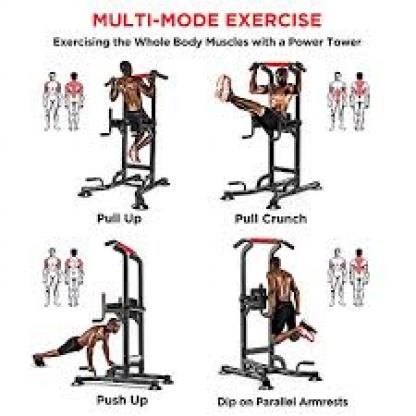 MULTI-MODE EXERCISE
Exercising the Whole Body Muscles with a Power Tower
Pull Up
Pull Crunch
Push Up
Dip on Parallel Armrests